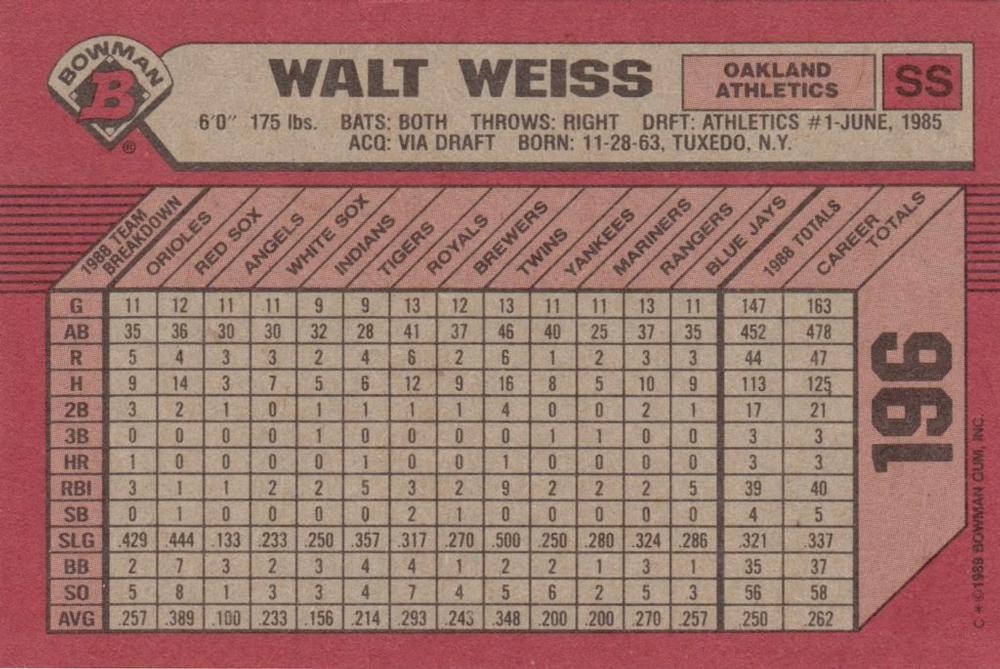 BOWMAN
B
®
WALT WEISS
OAKLAND
ATHLETICS
SS
6'0" 175 lbs. BATS: BOTH THROWS: RIGHT DRFT: ATHLETICS #1-JUNE, 1985
ACQ: VIA DRAFT BORN: 11-28-63, TUXEDO, N.Y.
1988 TEAM BREAKDOWN ORIOLES RED SOX ANGELS WHITE SOX INDIANS TIGERS ROYALS BREWERS TWINS YANKEES MARINERS RANGERS BLUE JAYS 1988 TOTALS CAREER TOTALS
G 11 12 11 11 9 9 13 12 13 11 11 13 11 147 163
AB 35 36 30 30 32 28 41 37 46 40 25 37 35 452 478
R 5 4 3 3 2 4 6 2 6 1 2 3 3 44 47
H 9 14 3 7 5 6 12 9 16 8 5 10 9 113 125
2B 3 2 1 0 1 1 1 1 4 0 0 2 1 17 21
3B 0 0 0 0 1 0 0 0 0 1 1 0 0 3 3
HR 1 0 0 0 0 1 0 0 1 0 0 0 0 3 3
RBI 3 1 1 2 2 5 3 2 9 2 2 2 5 39 40
SB 0 1 0 0 0 0 2 1 0 0 0 0 0 4 5
SLG .429 .444 .133 .233 .250 .357 .317 .270 .500 .250 .280 .324 .286 .321 .337
BB 2 7 3 2 3 4 4 1 2 2 1 3 1 35 37
SO 5 8 1 3 3 4 7 4 5 6 2 5 3 56 58
AVG .257 .389 .100 .233 .156 .214 .293 .243 .348 .200 .200 .270 .257 .250 .262
196
C *©1989 BOWMAN GUM, INC.